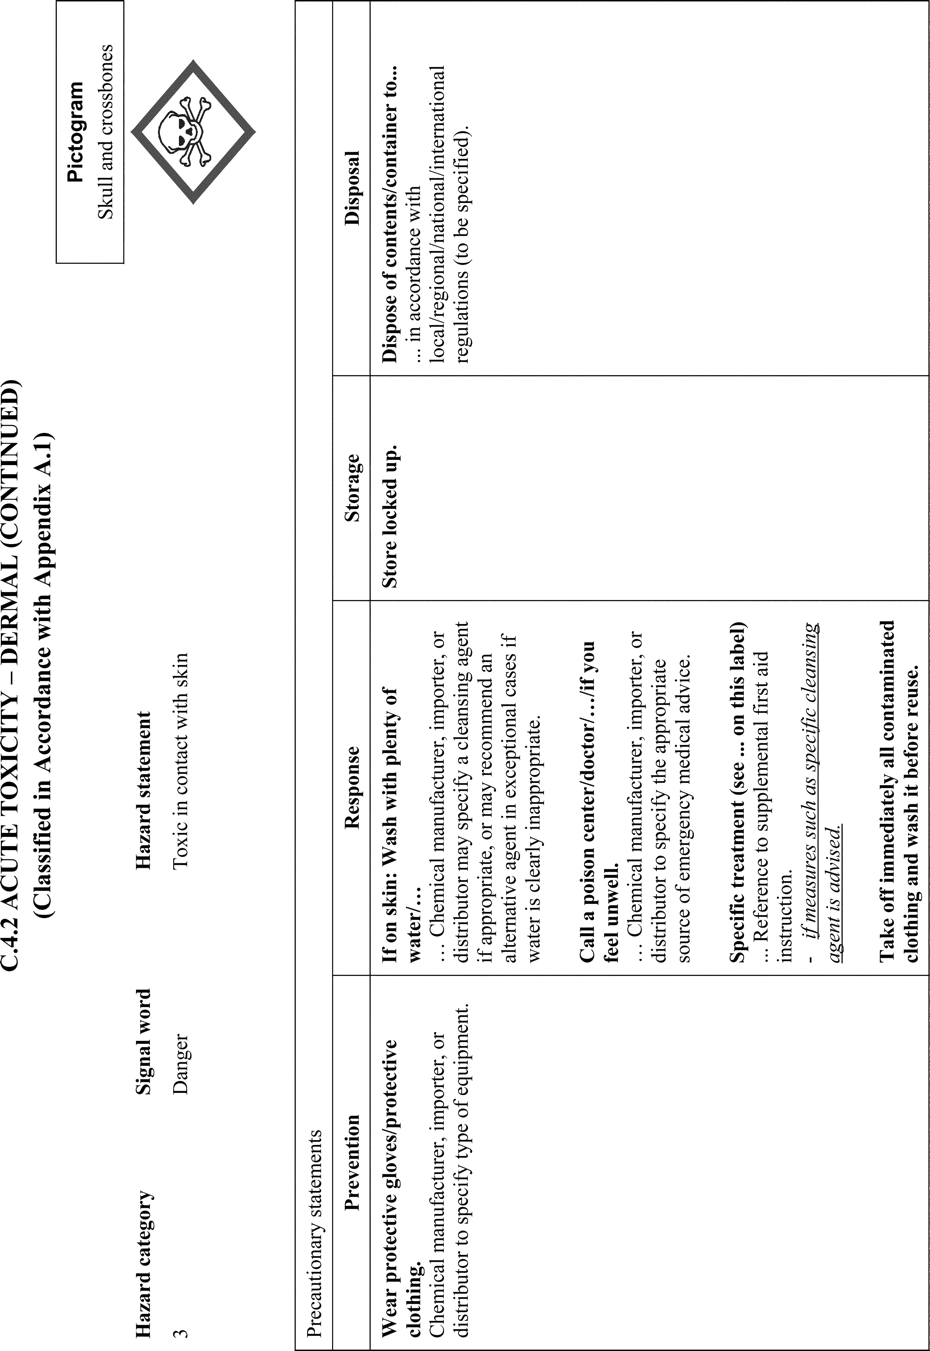 C.4.2 ACUTE TOXICITY – DERMAL (CONTINUED)
(Classified in Accordance with Appendix A.1)
Pictogram
Skull and crossbones
Hazard category
Signal word
Hazard statement
3
Danger
Toxic in contact with skin
Precautionary statements
Prevention
Response
Storage
Disposal
Wear protective gloves/protective
clothing.
Chemical manufacturer, importer, or
distributor to specify type of equipment.
If on skin: Wash with plenty of
water/…
… Chemical manufacturer, importer, or
distributor may specify a cleansing agent
if appropriate, or may recommend an
alternative agent in exceptional cases if
water is clearly inappropriate.
Call a poison center/doctor/…/if you
feel unwell.
… Chemical manufacturer, importer, or
distributor to specify the appropriate
source of emergency medical advice.
Specific treatment (see ... on this label)
... Reference to supplemental first aid
instruction.
- if measures such as specific cleansing
agent is advised.
Take off immediately all contaminated
clothing and wash it before reuse.
Store locked up.
Dispose of contents/container to...
... in accordance with
local/regional/national/international
regulations (to be specified).